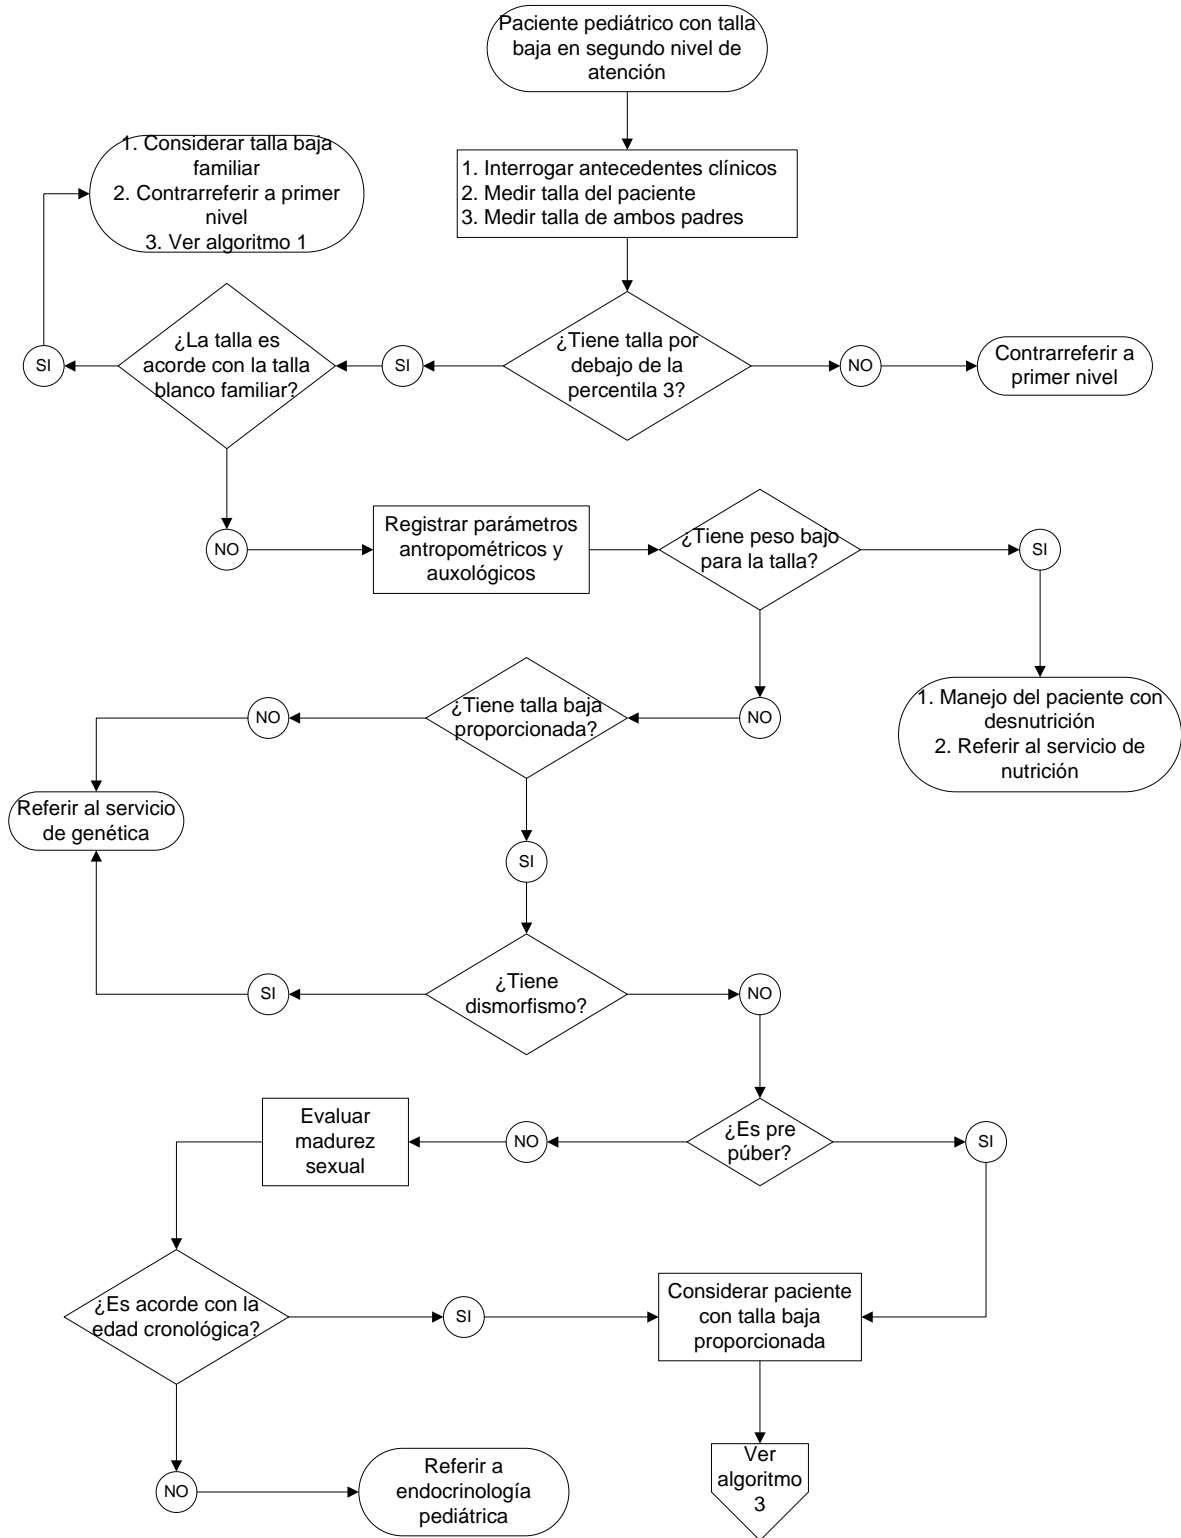 Paciente pediátrico con talla
baja en segundo nivel de
atención
1. Considerar talla baja
familiar
2. Contrarreferir a primer
nivel
3. Ver algoritmo 1
1. Interrogar antecedentes clínicos
2. Medir talla del paciente
3. Medir talla de ambos padres
SI
¿La talla es
acorde con la talla
blanco familiar?
SI
¿Tiene talla por
debajo de la
percentila 3?
NO
Contrarreferir a
primer nivel
NO
Registrar parámetros
antropométricos y
auxológicos
¿Tiene peso bajo
para la talla?
SI
NO
¿Tiene talla baja
proporcionada?
NO
1. Manejo del paciente con
desnutrición
2. Referir al servicio de
nutrición
Referir al servicio
de genética
SI
SI
¿Tiene
dismorfismo?
NO
Evaluar
madurez
sexual
NO
¿Es pre
púber?
SI
¿Es acorde con la
edad cronológica?
SI
Considerar paciente
con talla baja
proporcionada
NO
Referir a
endocrinología
pediátrica
Ver
algoritmo
3